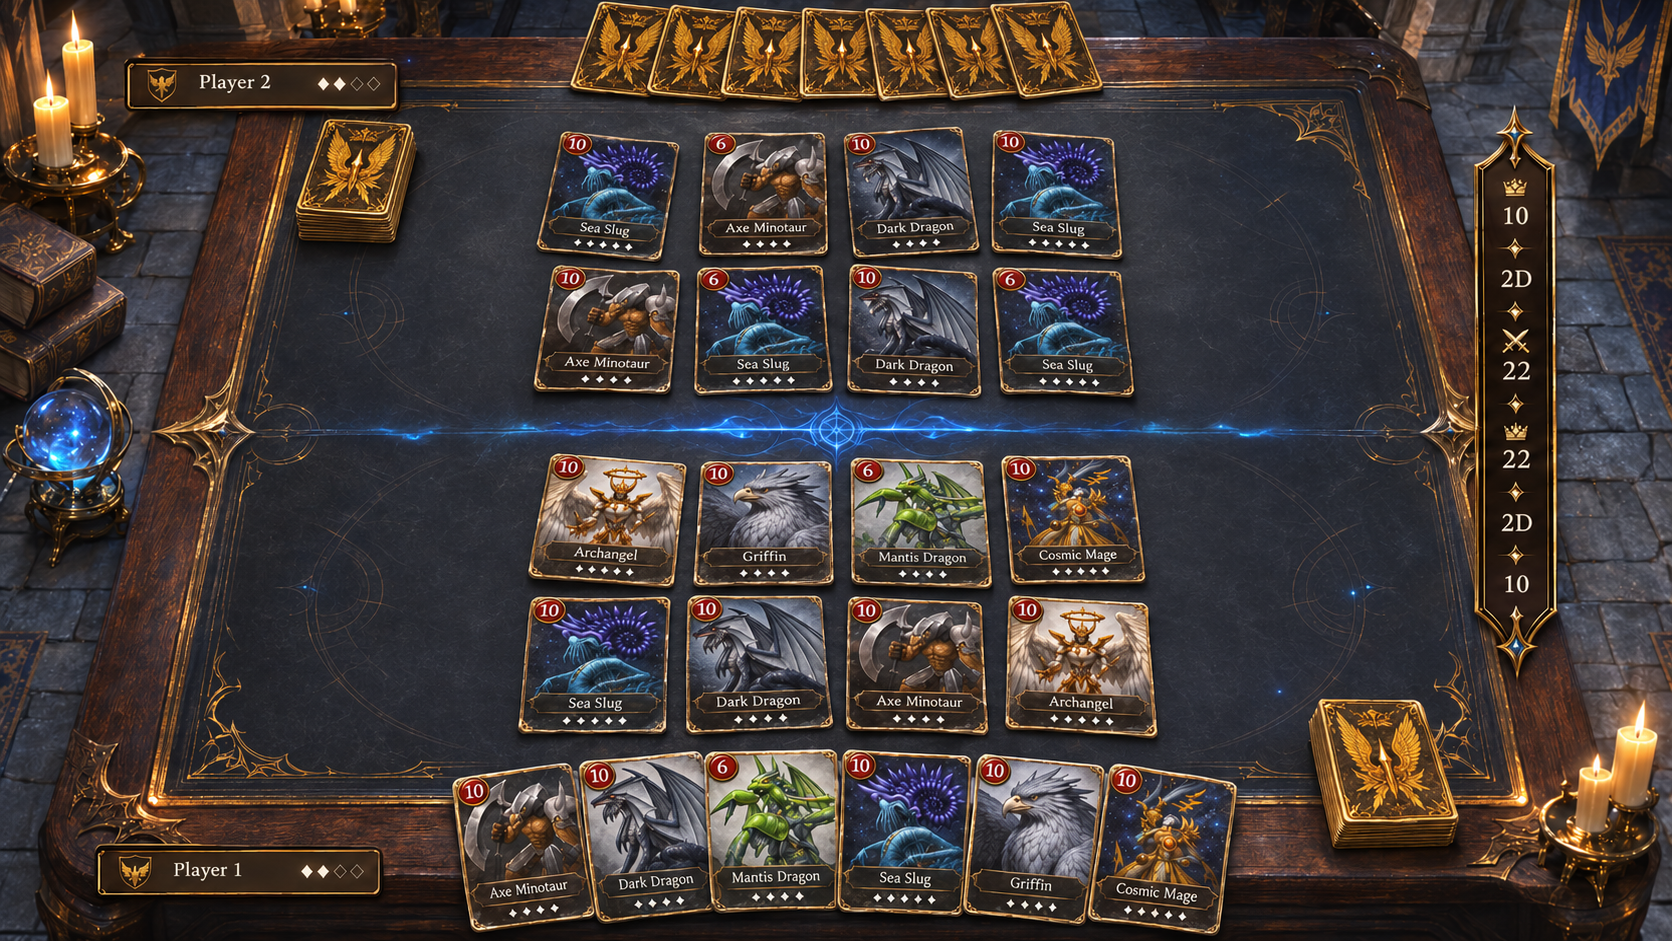 Player 2
10
Sea Slug
6
Axe Minotaur
10
Dark Dragon
10
Sea Slug
10
Axe Minotaur
6
Sea Slug
10
Dark Dragon
6
Sea Slug
10
Archangel
10
Griffin
6
Mantis Dragon
10
Cosmic Mage
10
Sea Slug
10
Dark Dragon
10
Axe Minotaur
10
Archangel
10
Axe Minotaur
10
Dark Dragon
6
Mantis Dragon
10
Sea Slug
10
Griffin
10
Cosmic Mage
Player 1
10
2D
22
22
2D
10